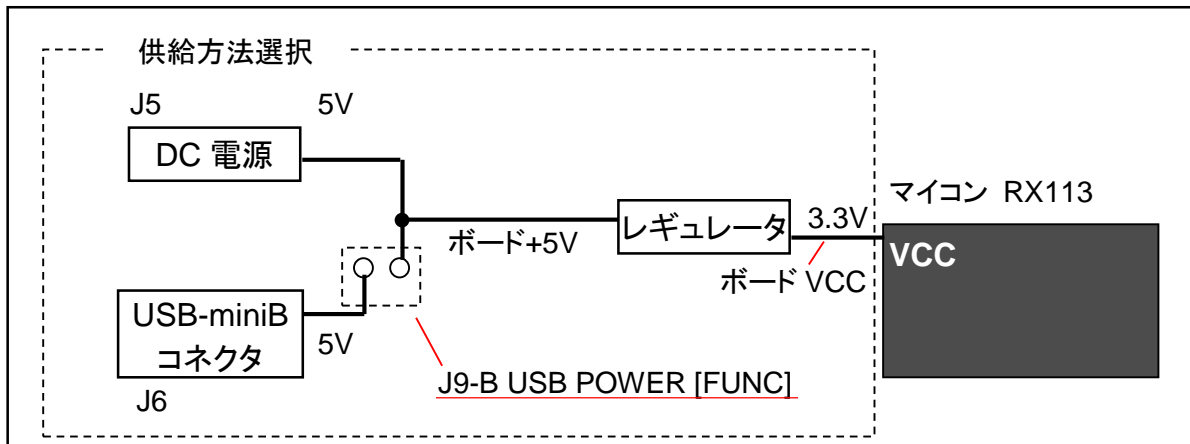 供給方法選択
J5 5V
DC 電源
マイコン RX113
レギュレータ 3.3V
ボード+5V
ボード VCC
VCC
USB-miniB
コネクタ
5V
J9-B USB POWER [FUNC]
J6